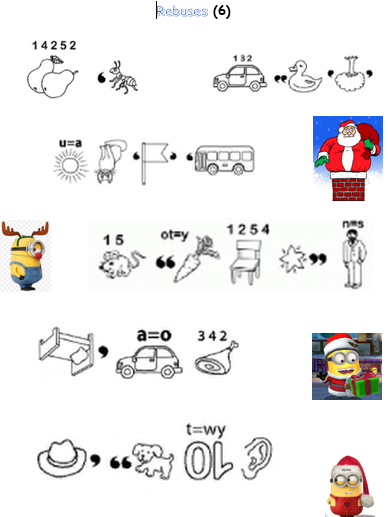 Rebuses (6)
1 4 2 5 2
1 3 2
u=a
1 5 ot=y 1 2 5 4 n=s
a=o 3 4 2
t=wy
01